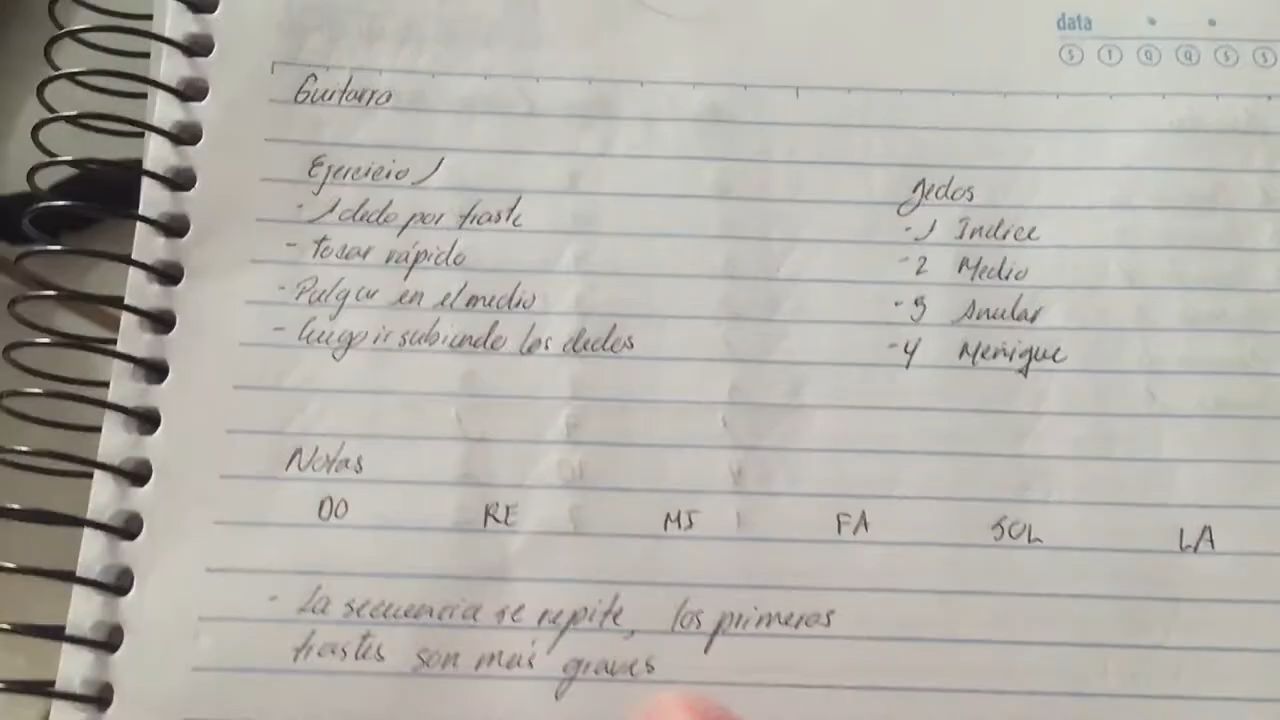 data
S T Q Q S S
Guitarra
Ejercicio 1
- 1 dedo por traste
- Tocar rápido
- Pulgar en el medio
- luego ir subiendo los dedos
Dedos
- 1 Indice
- 2 Medio
- 3 Anular
- 4 Meñique
Notas
DO RE MI FA SOL LA
- La secuencia se repite, los primeros
trastes son más graves